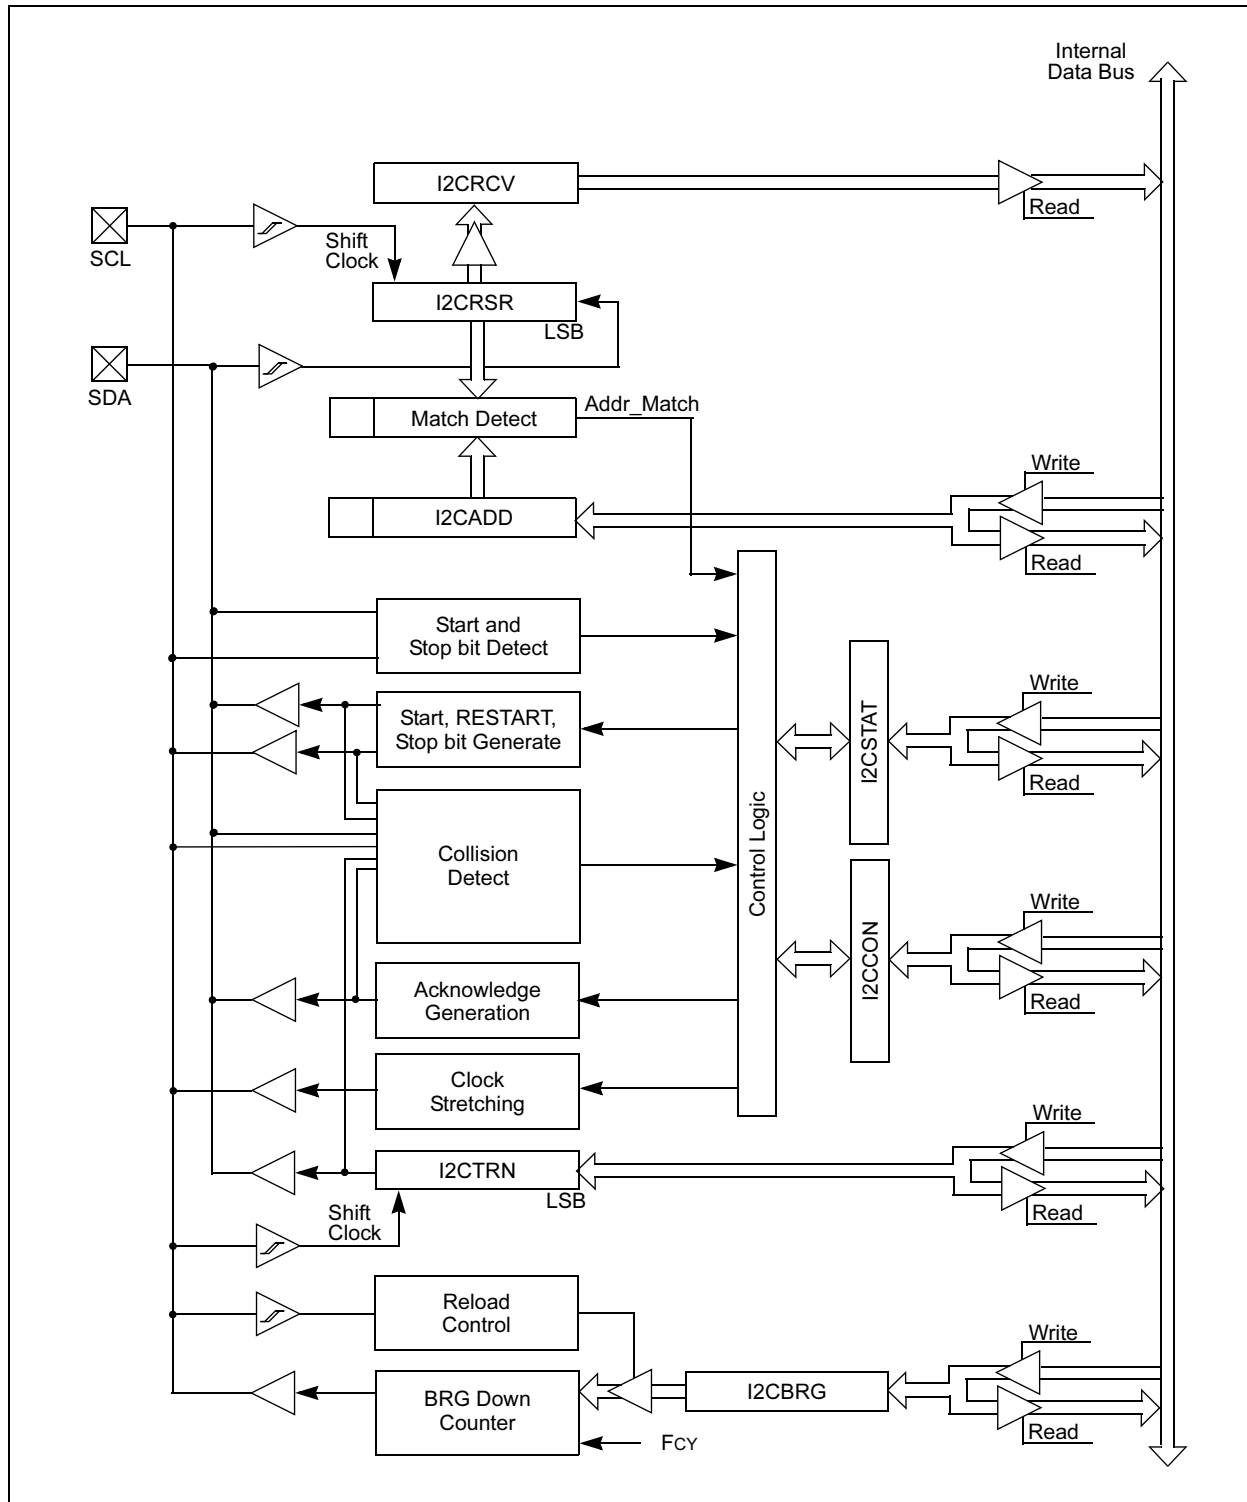 Internal
Data Bus
I2CRCV
Read
SCL
Shift
Clock
I2CRSR
LSB
SDA
Match Detect
Addr_Match
Write
I2CADD
Read
Start and
Stop bit Detect
Write
Start, RESTART,
Stop bit Generate
I2CSTAT
Read
Control Logic
Collision
Detect
Write
I2CCON
Read
Acknowledge
Generation
Clock
Stretching
Write
I2CTRN
LSB
Read
Shift
Clock
Reload
Control
Write
I2CBRG
BRG Down
Counter
Read
FCY